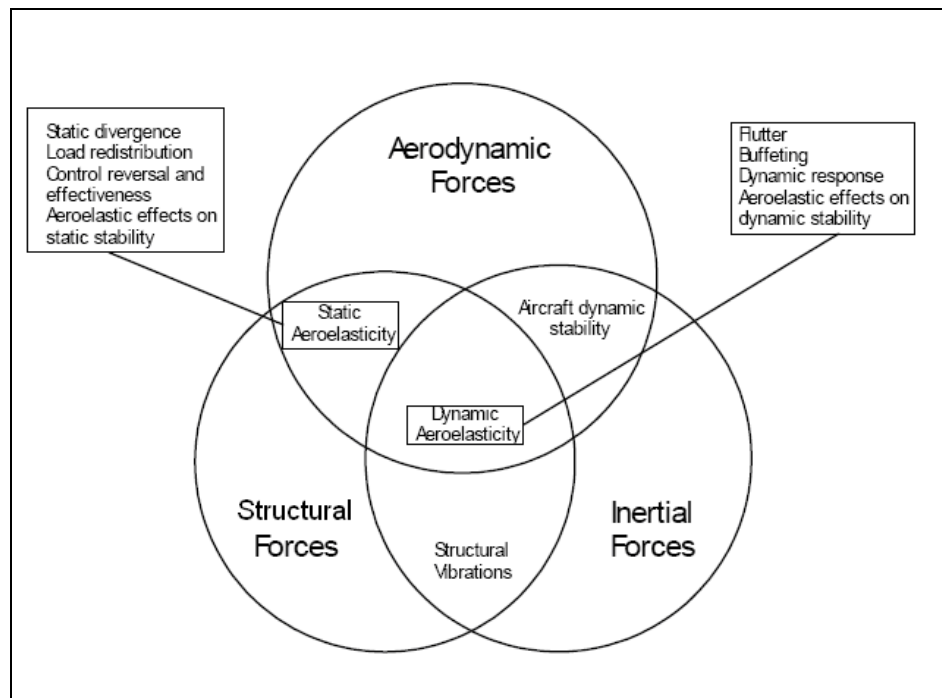 Static divergence
Load redistribution
Control reversal and
effectiveness
Aeroelastic effects on
static stability
Aerodynamic
Forces
Flutter
Buffeting
Dynamic response
Aeroelastic effects on
dynamic stability
Static
Aeroelasticity
Aircraft dynamic
stability
Dynamic
Aeroelasticity
Structural
Forces
Inertial
Forces
Structural
Vibrations